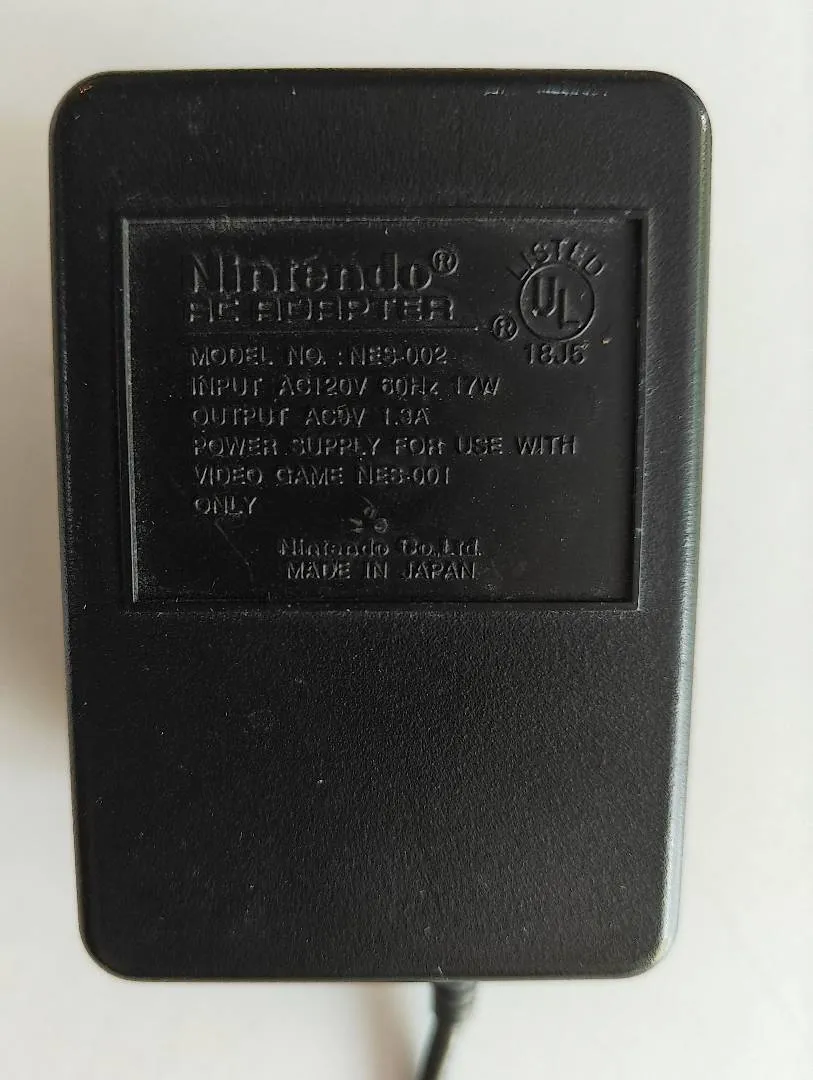 Nintendo®
AC ADAPTER
LISTED
UL
®
18J5
MODEL NO. : NES-002
INPUT AC120V 60Hz 17W
OUTPUT AC9V 1.3A
POWER SUPPLY FOR USE WITH
VIDEO GAME NES-001
ONLY
Nintendo Co.,Ltd.
MADE IN JAPAN